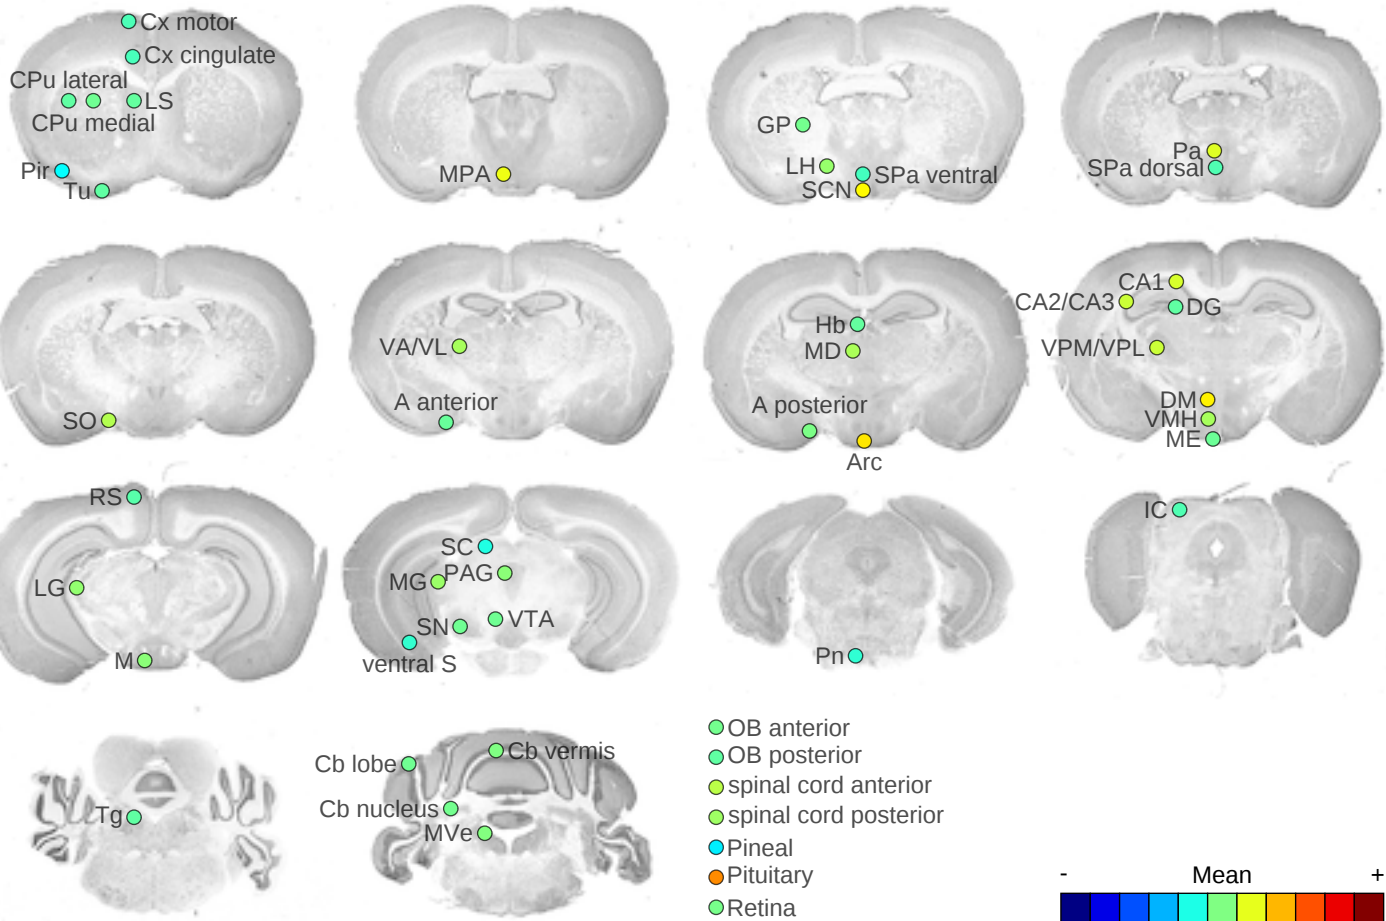 Cx motor
Cx cingulate
CPu lateral
LS
CPu medial
Pir
Tu
MPA
GP
LH
SPa ventral
SCN
Pa
SPa dorsal
SO
VA/VL
A anterior
Hb
MD
A posterior
Arc
CA1
CA2/CA3
DG
VPM/VPL
DM
VMH
ME
RS
LG
M
SC
PAG
MG
SN
VTA
ventral S
Pn
IC
Tg
Cb lobe
Cb vermis
Cb nucleus
MVe
OB anterior
OB posterior
spinal cord anterior
spinal cord posterior
Pineal
Pituitary
Retina
- Mean +